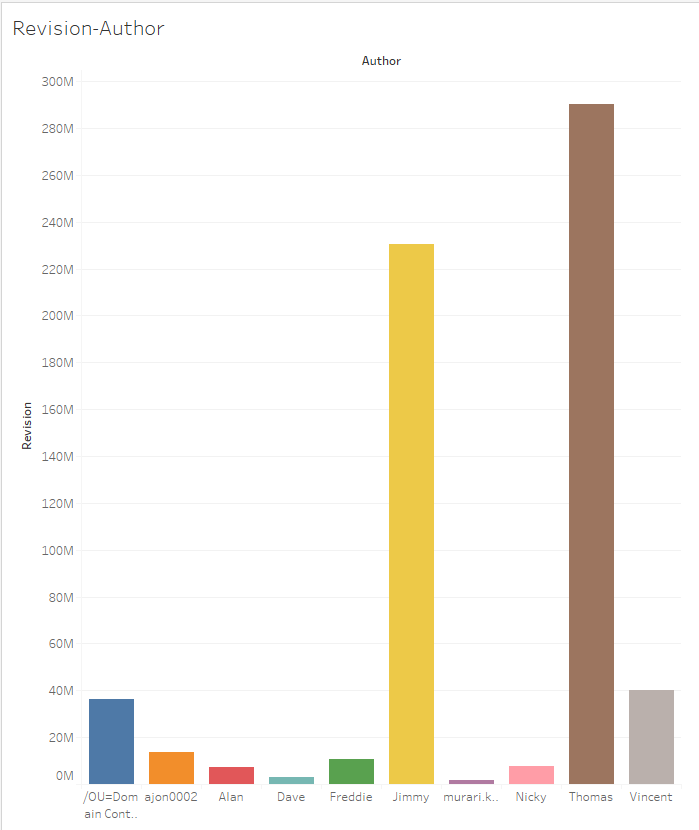 Revision-Author
Author
300M
280M
260M
240M
220M
200M
180M
160M
140M
120M
100M
80M
60M
40M
20M
0M
Revision
/OU=Dom
ain Cont..
ajon0002
Alan
Dave
Freddie
Jimmy
murari.k..
Nicky
Thomas
Vincent